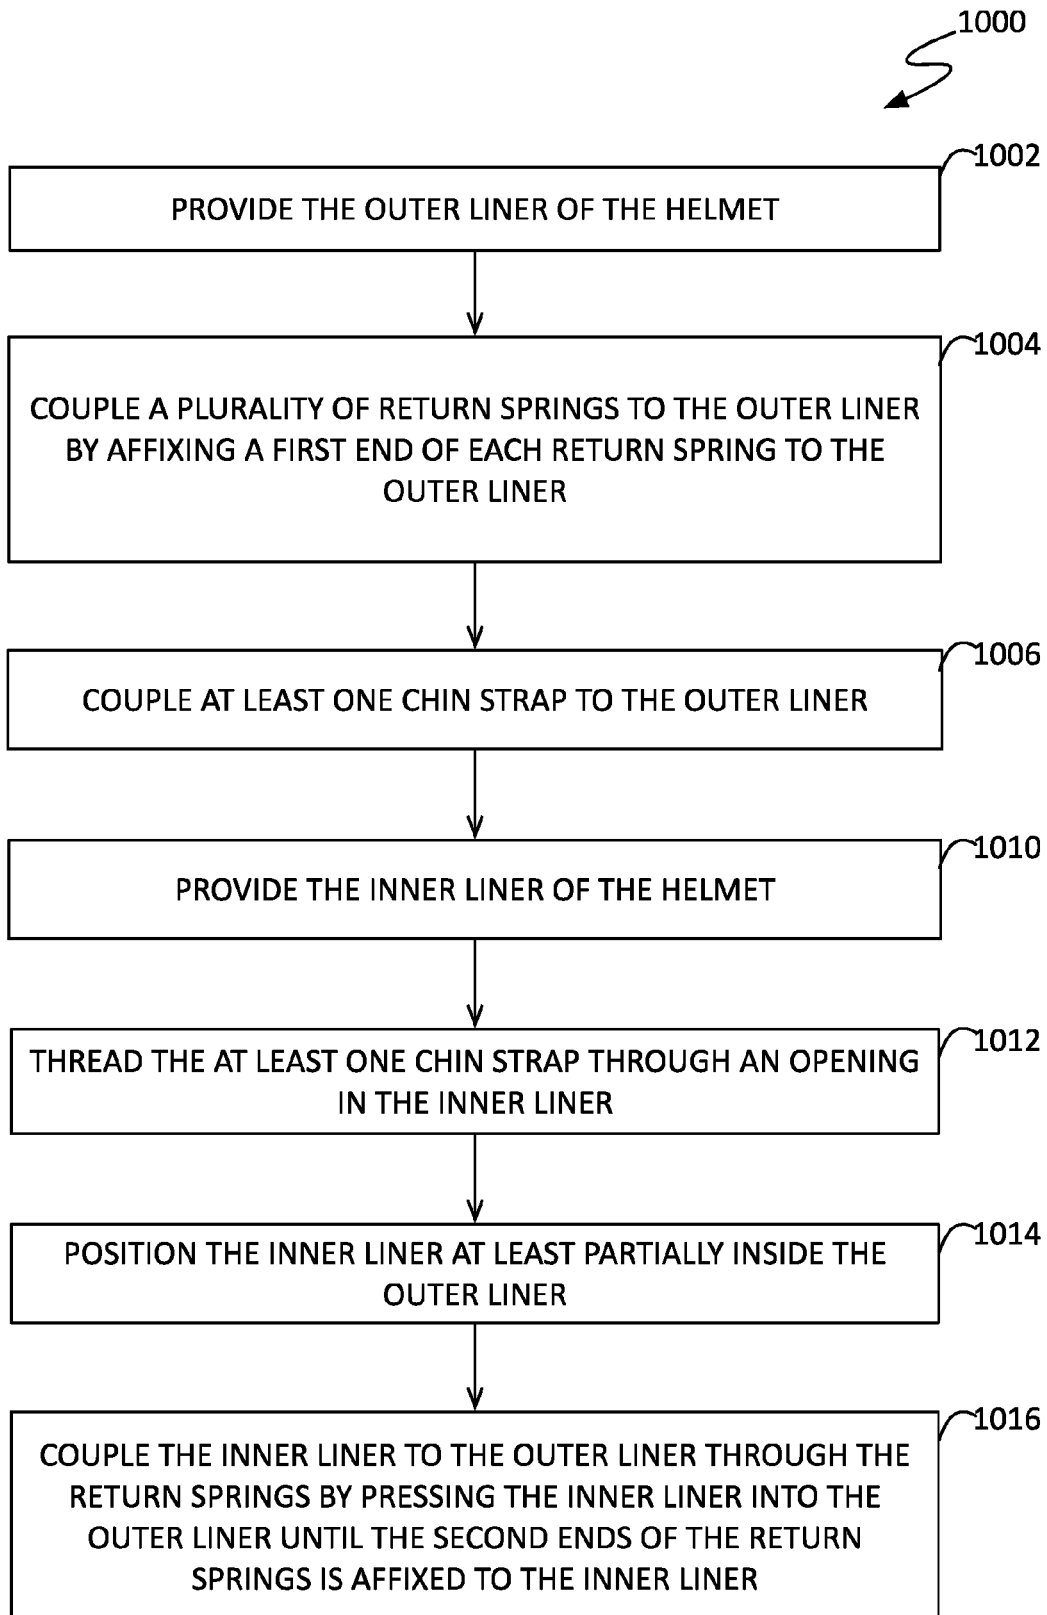 1000
1002
PROVIDE THE OUTER LINER OF THE HELMET
1004
COUPLE A PLURALITY OF RETURN SPRINGS TO THE OUTER LINER
BY AFFIXING A FIRST END OF EACH RETURN SPRING TO THE
OUTER LINER
1006
COUPLE AT LEAST ONE CHIN STRAP TO THE OUTER LINER
1010
PROVIDE THE INNER LINER OF THE HELMET
1012
THREAD THE AT LEAST ONE CHIN STRAP THROUGH AN OPENING
IN THE INNER LINER
1014
POSITION THE INNER LINER AT LEAST PARTIALLY INSIDE THE
OUTER LINER
1016
COUPLE THE INNER LINER TO THE OUTER LINER THROUGH THE
RETURN SPRINGS BY PRESSING THE INNER LINER INTO THE
OUTER LINER UNTIL THE SECOND ENDS OF THE RETURN
SPRINGS IS AFFIXED TO THE INNER LINER